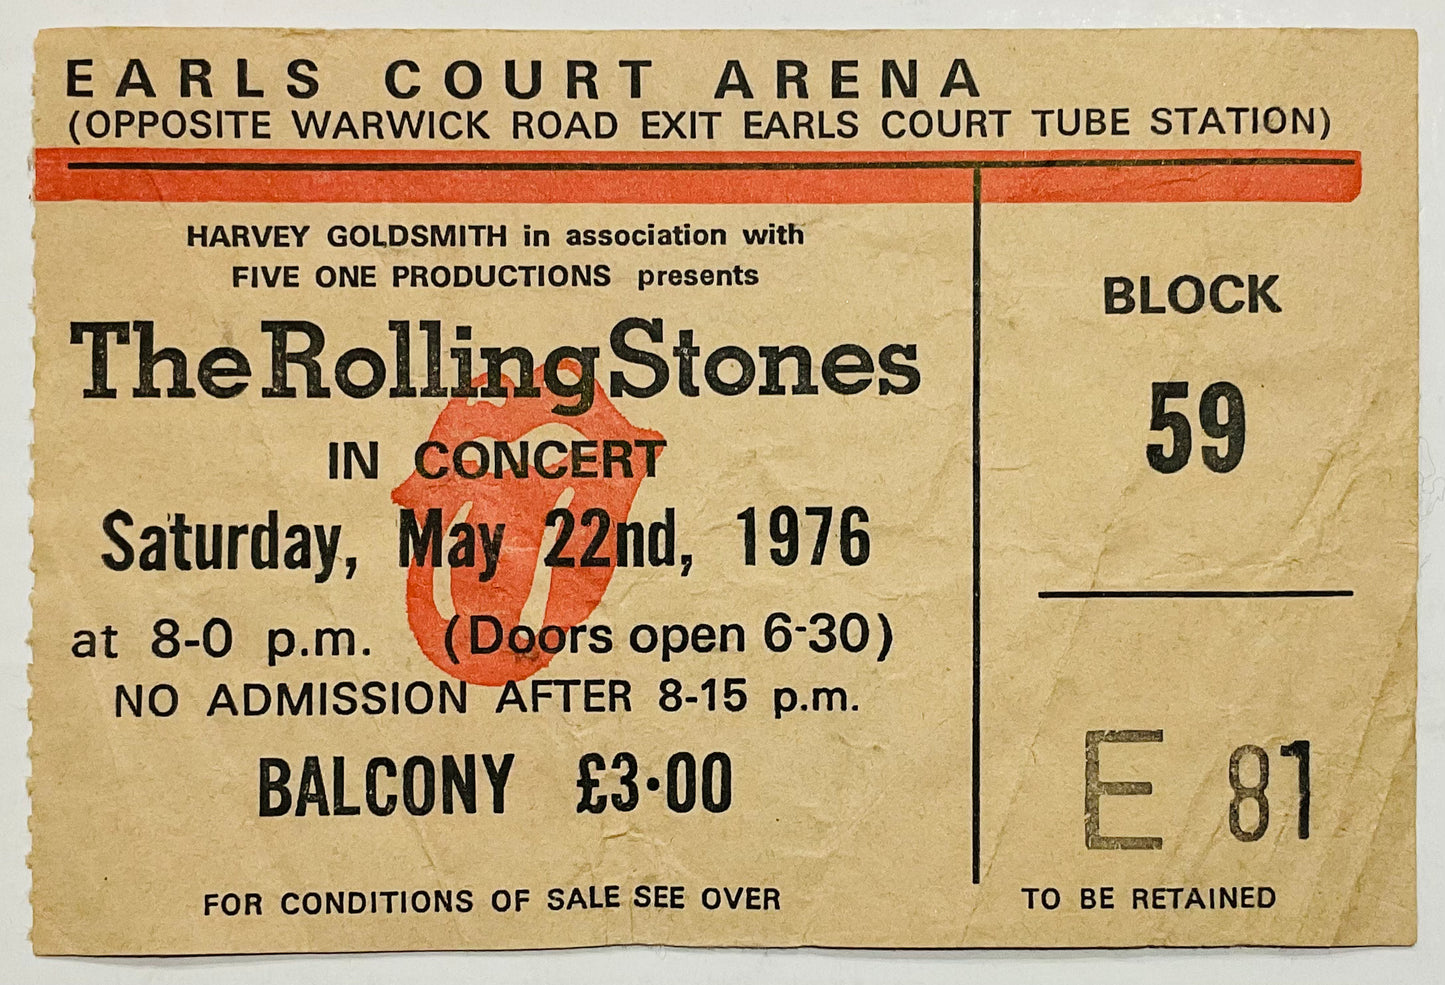 EARLS COURT ARENA
(OPPOSITE WARWICK ROAD EXIT EARLS COURT TUBE STATION)
HARVEY GOLDSMITH in association with
FIVE ONE PRODUCTIONS presents
The Rolling Stones
IN CONCERT
Saturday, May 22nd, 1976
at 8-0 p.m. (Doors open 6-30)
NO ADMISSION AFTER 8-15 p.m.
BALCONY £3·00
FOR CONDITIONS OF SALE SEE OVER
BLOCK
59
E 81
TO BE RETAINED